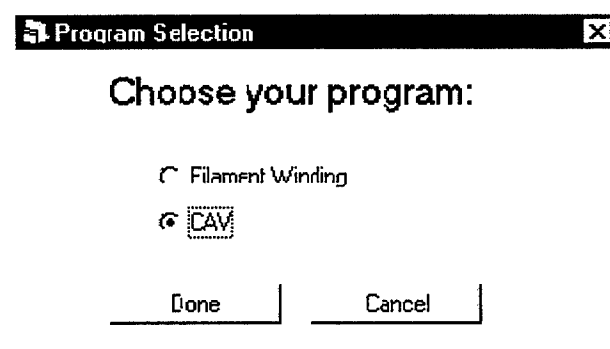 Program Selection
Choose your program:
Filament Winding
CAV
Done Cancel